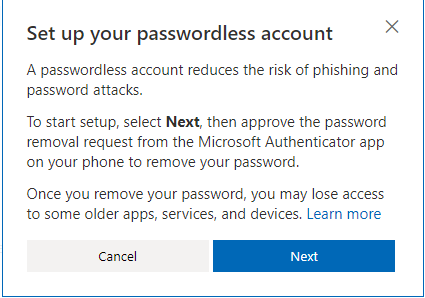 Set up your passwordless account
A passwordless account reduces the risk of phishing and
password attacks.
To start setup, select Next, then approve the password
removal request from the Microsoft Authenticator app
on your phone to remove your password.
Once you remove your password, you may lose access
to some older apps, services, and devices. Learn more
Cancel
Next